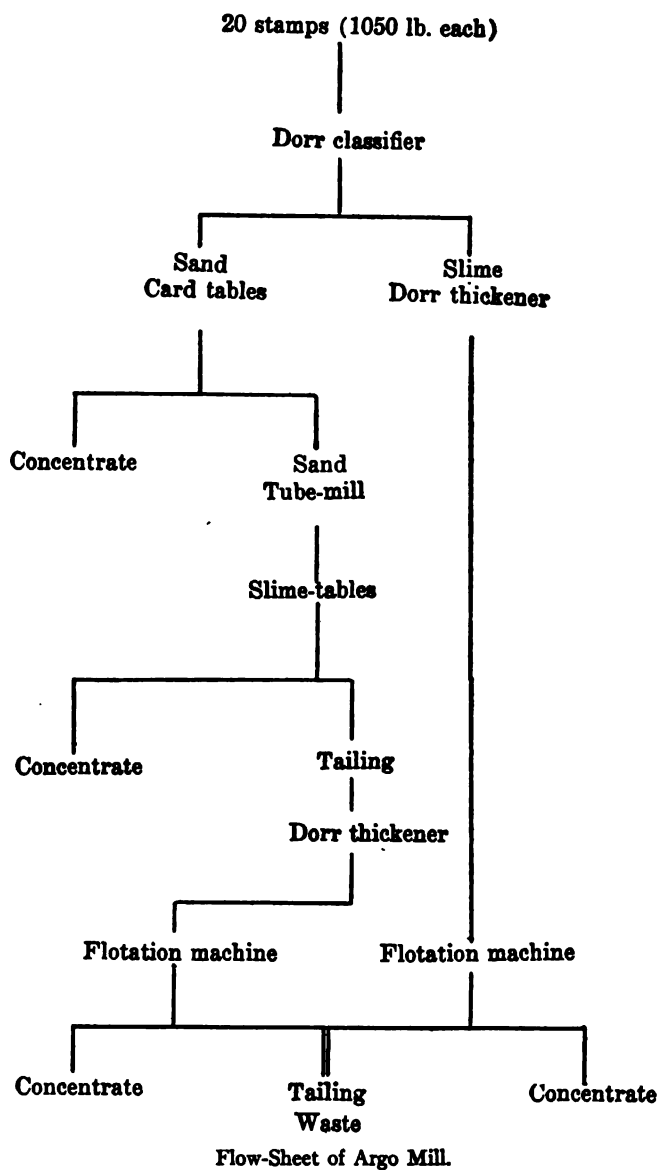 20 stamps (1050 lb. each)
Dorr classifier
Sand
Card tables
Slime
Dorr thickener
Concentrate
Sand
Tube-mill
Slime-tables
Concentrate
Tailing
Dorr thickener
Flotation machine
Flotation machine
Concentrate
Tailing
Waste
Concentrate
Flow-Sheet of Argo Mill.